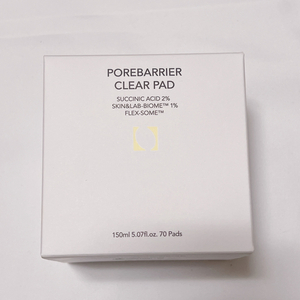 POREBARRIER
CLEAR PAD
SUCCINIC ACID 2%
SKIN&LAB-BIOME™ 1%
FLEX-SOME™
150ml 5.07fl.oz. 70 Pads